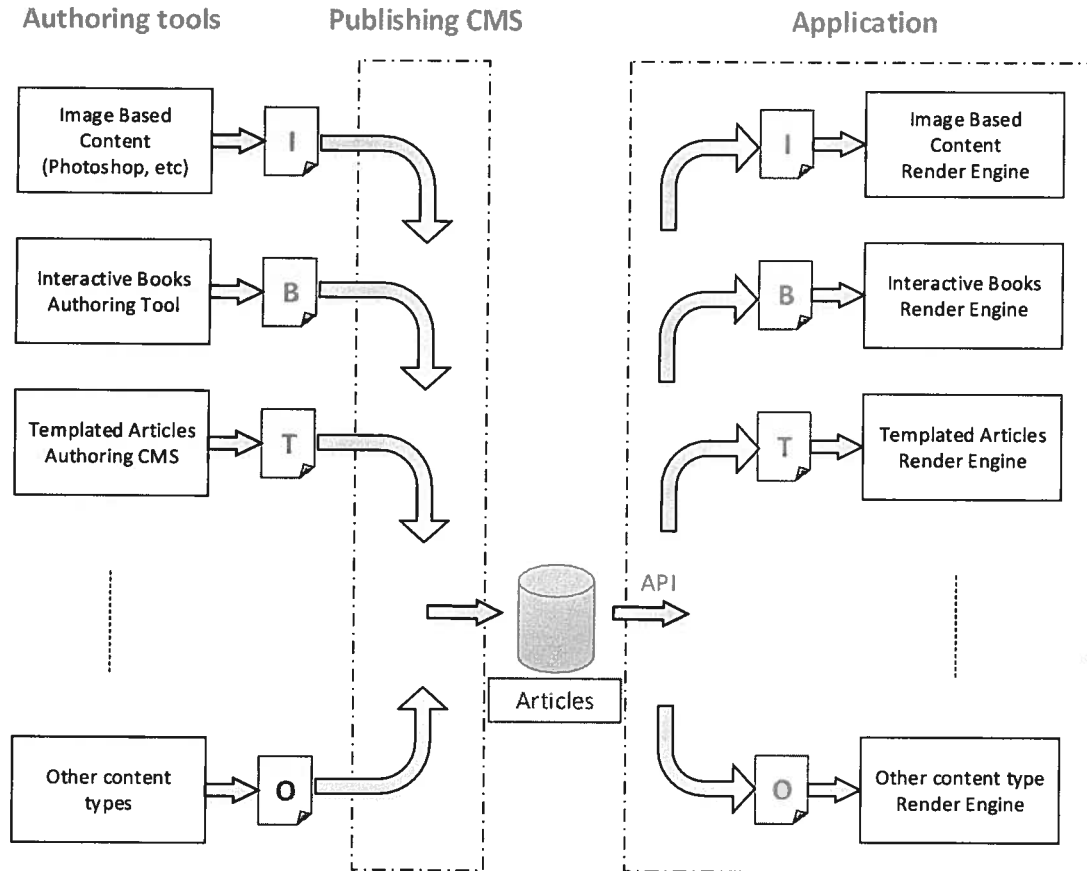 Authoring tools
Publishing CMS
Application
Image Based
Content
(Photoshop, etc)
I
I
Image Based
Content
Render Engine
Interactive Books
Authoring Tool
B
B
Interactive Books
Render Engine
Templated Articles
Authoring CMS
T
T
Templated Articles
Render Engine
API
Articles
Other content
types
O
O
Other content type
Render Engine